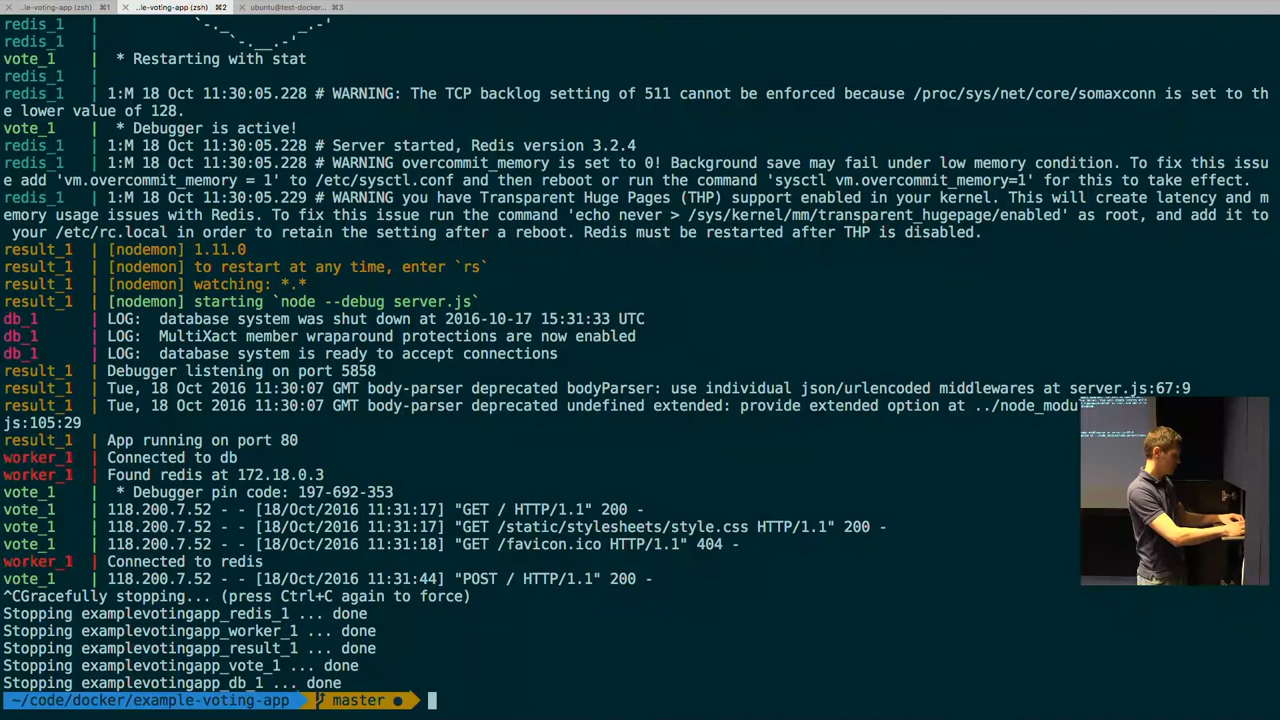 ..le-voting-app (zsh) ⌘1
..le-voting-app (zsh) ⌘2
ubuntu@test-docker... ⌘3
redis_1 | `-._ _.-'
redis_1 | `-.__.-'
vote_1 | * Restarting with stat
redis_1 |
redis_1 | 1:M 18 Oct 11:30:05.228 # WARNING: The TCP backlog setting of 511 cannot be enforced because /proc/sys/net/core/somaxconn is set to th
e lower value of 128.
vote_1 | * Debugger is active!
redis_1 | 1:M 18 Oct 11:30:05.228 # Server started, Redis version 3.2.4
redis_1 | 1:M 18 Oct 11:30:05.228 # WARNING overcommit_memory is set to 0! Background save may fail under low memory condition. To fix this issu
e add 'vm.overcommit_memory = 1' to /etc/sysctl.conf and then reboot or run the command 'sysctl vm.overcommit_memory=1' for this to take effect.
redis_1 | 1:M 18 Oct 11:30:05.229 # WARNING you have Transparent Huge Pages (THP) support enabled in your kernel. This will create latency and m
emory usage issues with Redis. To fix this issue run the command 'echo never > /sys/kernel/mm/transparent_hugepage/enabled' as root, and add it to
your /etc/rc.local in order to retain the setting after a reboot. Redis must be restarted after THP is disabled.
result_1 | [nodemon] 1.11.0
result_1 | [nodemon] to restart at any time, enter `rs`
result_1 | [nodemon] watching: *.*
result_1 | [nodemon] starting `node --debug server.js`
db_1 | LOG:  database system was shut down at 2016-10-17 15:31:33 UTC
db_1 | LOG:  MultiXact member wraparound protections are now enabled
db_1 | LOG:  database system is ready to accept connections
result_1 | Debugger listening on port 5858
result_1 | Tue, 18 Oct 2016 11:30:07 GMT body-parser deprecated bodyParser: use individual json/urlencoded middlewares at server.js:67:9
result_1 | Tue, 18 Oct 2016 11:30:07 GMT body-parser deprecated undefined extended: provide extended option at ../node_modu
js:105:29
result_1 | App running on port 80
worker_1 | Connected to db
worker_1 | Found redis at 172.18.0.3
vote_1 | * Debugger pin code: 197-692-353
vote_1 | 118.200.7.52 - - [18/Oct/2016 11:31:17] "GET / HTTP/1.1" 200 -
vote_1 | 118.200.7.52 - - [18/Oct/2016 11:31:17] "GET /static/stylesheets/style.css HTTP/1.1" 200 -
vote_1 | 118.200.7.52 - - [18/Oct/2016 11:31:18] "GET /favicon.ico HTTP/1.1" 404 -
worker_1 | Connected to redis
vote_1 | 118.200.7.52 - - [18/Oct/2016 11:31:44] "POST / HTTP/1.1" 200 -
^CGracefully stopping... (press Ctrl+C again to force)
Stopping examplevotingapp_redis_1 ... done
Stopping examplevotingapp_worker_1 ... done
Stopping examplevotingapp_result_1 ... done
Stopping examplevotingapp_vote_1 ... done
Stopping examplevotingapp_db_1 ... done
~/code/docker/example-voting-app master ●